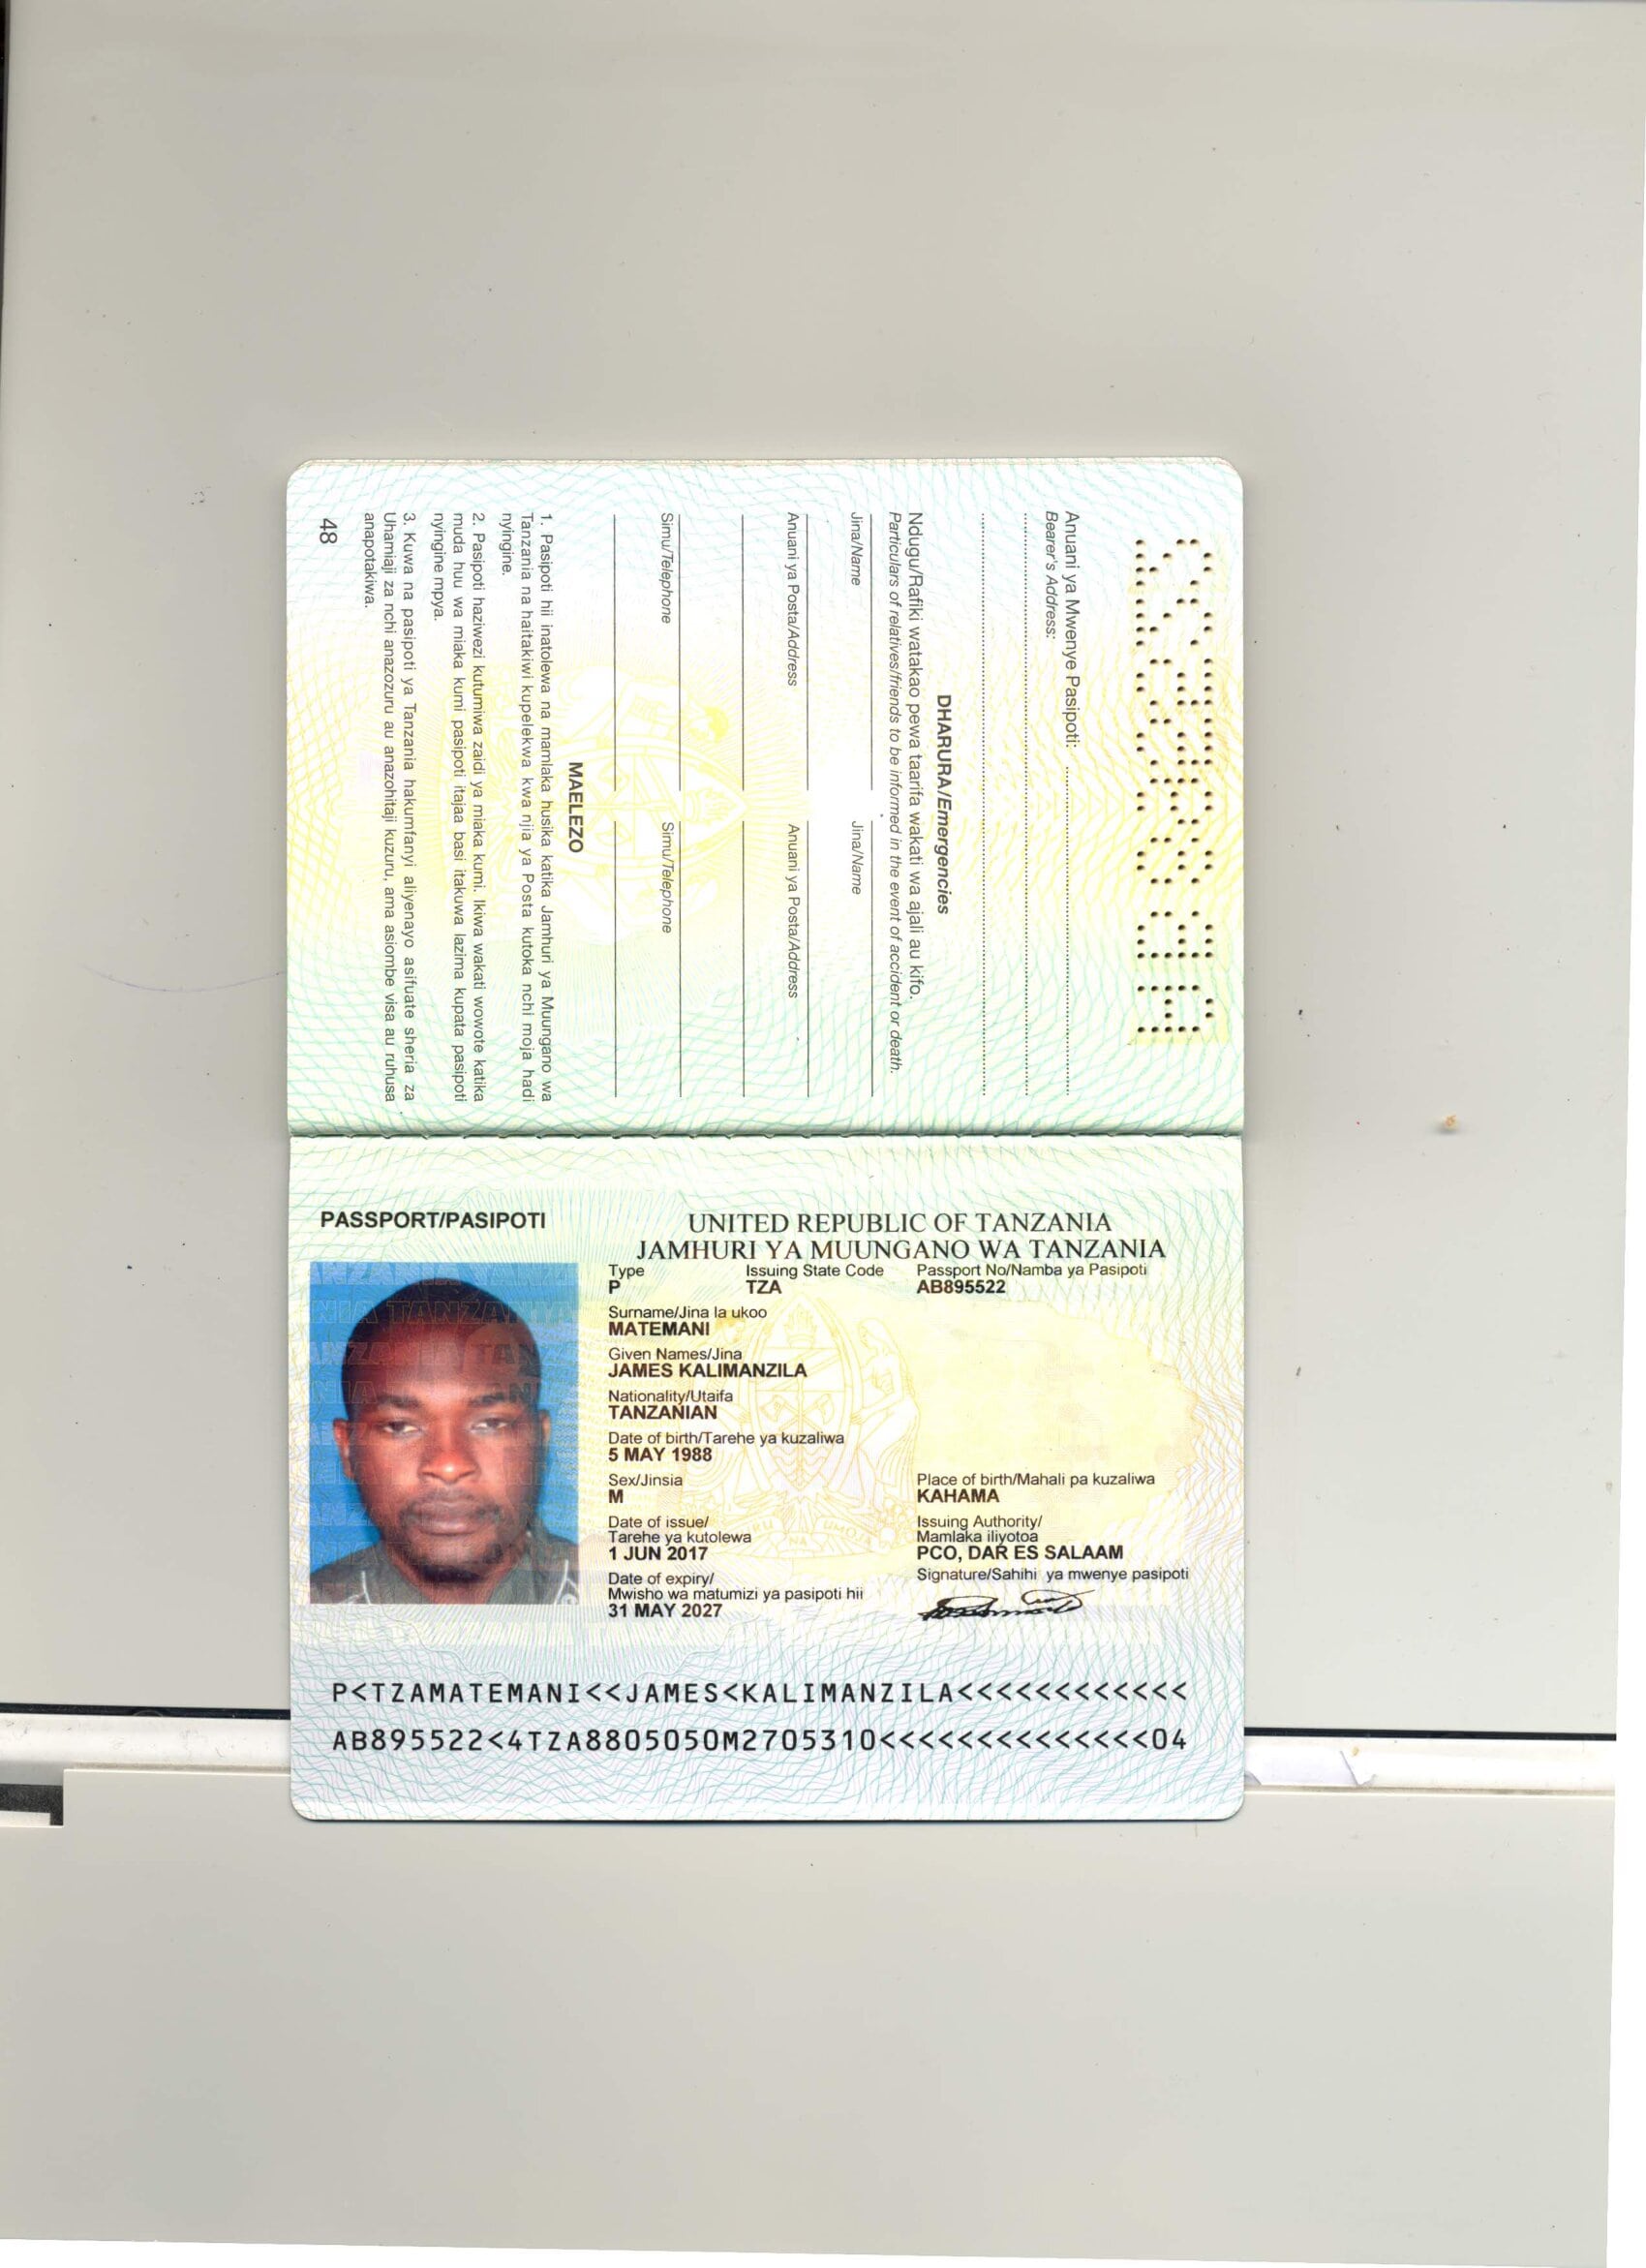 Anuani ya Mwenye Pasipoti:
Bearer's Address:
DHARURA/Emergencies
Ndugu/Rafiki watakao pewa taarifa wakati wa ajali au kifo.
Particulars of relatives/friends to be informed in the event of accident or death.
Jina/Name Jina/Name
Anuani ya Posta/Address Anuani ya Posta/Address
Simu/Telephone Simu/Telephone
MAELEZO
1. Pasipoti hii inatolewa na mamlaka husika katika Jamhuri ya Muungano wa
Tanzania na haitakiwi kupelekwa kwa njia ya Posta kutoka nchi moja hadi
nyingine.
2. Pasipoti haziwezi kutumiwa zaidi ya miaka kumi. Ikiwa wakati wowote katika
muda huu wa miaka kumi pasipoti itajaa basi itakuwa lazima kupata pasipoti
nyingine mpya.
3. Kuwa na pasipoti ya Tanzania hakumfanyi aliyenayo asifuate sheria za
Uhamiaji za nchi anazozuru au anazohitaji kuzuru, ama asiombe visa au ruhusa
anapotakiwa.
48
PASSPORT/PASIPOTI
UNITED REPUBLIC OF TANZANIA
JAMHURI YA MUUNGANO WA TANZANIA
Type Issuing State Code Passport No/Namba ya Pasipoti
P TZA AB895522
Surname/Jina la ukoo
MATEMANI
Given Names/Jina
JAMES KALIMANZILA
Nationality/Utaifa
TANZANIAN
Date of birth/Tarehe ya kuzaliwa
5 MAY 1988
Sex/Jinsia Place of birth/Mahali pa kuzaliwa
M KAHAMA
Date of issue/ Issuing Authority/
Tarehe ya kutolewa Mamlaka iliyotoa
1 JUN 2017 PCO, DAR ES SALAAM
Date of expiry/ Signature/Sahihi ya mwenye pasipoti
Mwisho wa matumizi ya pasipoti hii
31 MAY 2027
P<TZAMATEMANI<<JAMES<KALIMANZILA<<<<<<<<<<<<
AB895522<4TZA8805050M2705310<<<<<<<<<<<<<<04